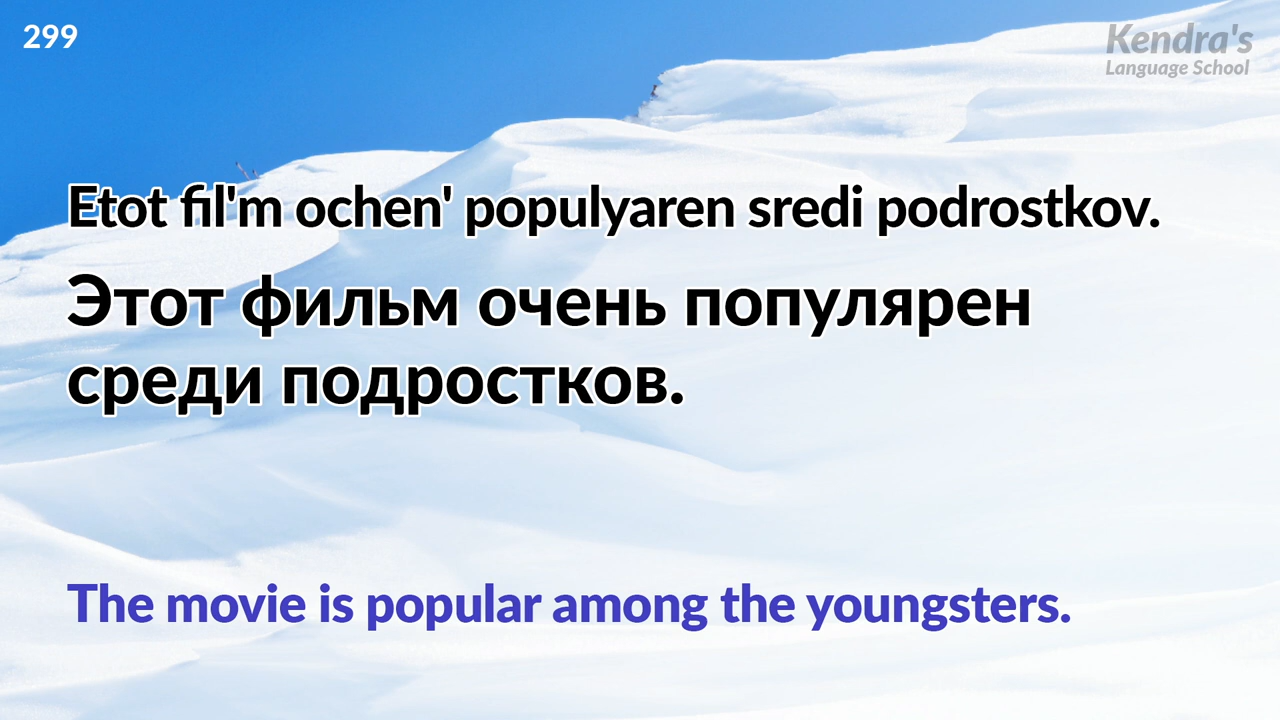 299
Kendra's
Language School
Etot fil'm ochen' populyaren sredi podrostkov.
Этот фильм очень популярен
среди подростков.
The movie is popular among the youngsters.